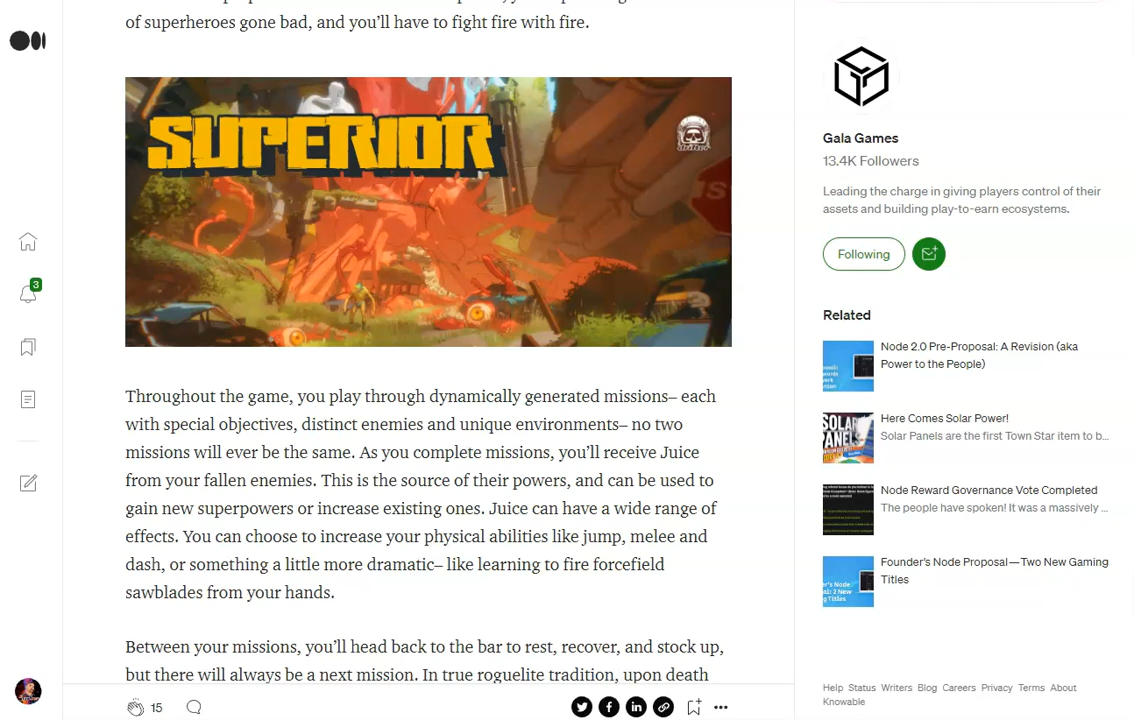 of superheroes gone bad, and you'll have to fight fire with fire.
SUPERIOR
Throughout the game, you play through dynamically generated missions– each
with special objectives, distinct enemies and unique environments– no two
missions will ever be the same. As you complete missions, you'll receive Juice
from your fallen enemies. This is the source of their powers, and can be used to
gain new superpowers or increase existing ones. Juice can have a wide range of
effects. You can choose to increase your physical abilities like jump, melee and
dash, or something a little more dramatic– like learning to fire forcefield
sawblades from your hands.
Between your missions, you'll head back to the bar to rest, recover, and stock up,
but there will always be a next mission. In true roguelite tradition, upon death
3
15
Gala Games
13.4K Followers
Leading the charge in giving players control of their
assets and building play-to-earn ecosystems.
Following
Related
Node 2.0 Pre-Proposal: A Revision (aka
Power to the People)
Here Comes Solar Power!
Solar Panels are the first Town Star item to b...
Node Reward Governance Vote Completed
The people have spoken! It was a massively ...
Founder's Node Proposal — Two New Gaming
Titles
Help Status Writers Blog Careers Privacy Terms About
Knowable